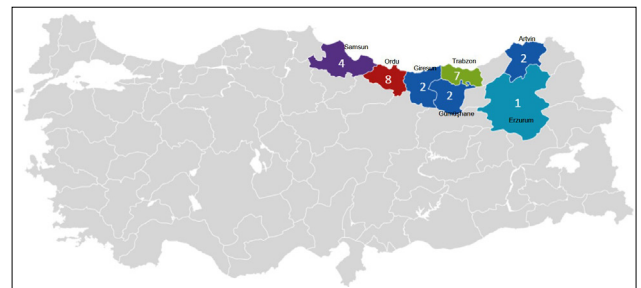 Artvin
2
Samsun
4
Ordu
8
Giresun
2
Trabzon
7
2
Gümüşhane
1
Erzurum